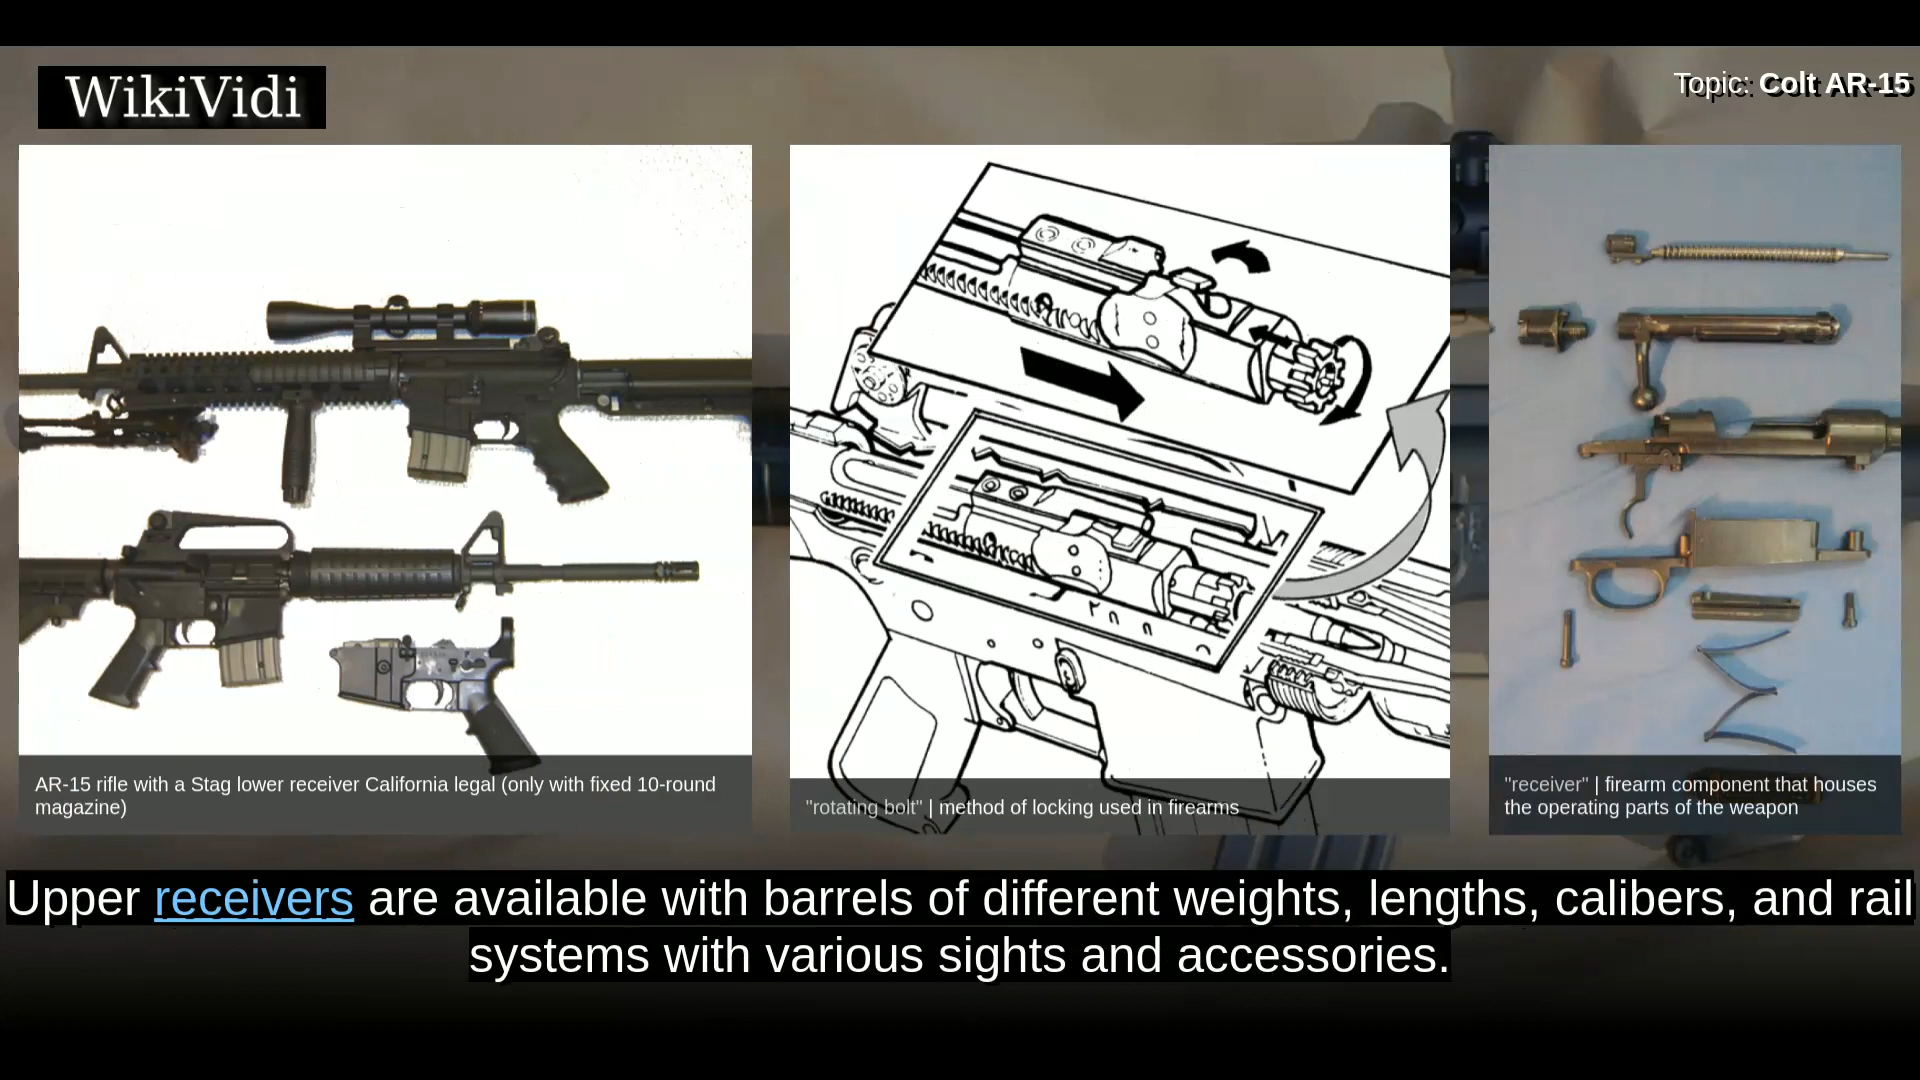 WikiVidi
Topic: Colt AR-15
AR-15 rifle with a Stag lower receiver California legal (only with fixed 10-round
magazine)
"rotating bolt" | method of locking used in firearms
"receiver" | firearm component that houses
the operating parts of the weapon
Upper receivers are available with barrels of different weights, lengths, calibers, and rail
systems with various sights and accessories.